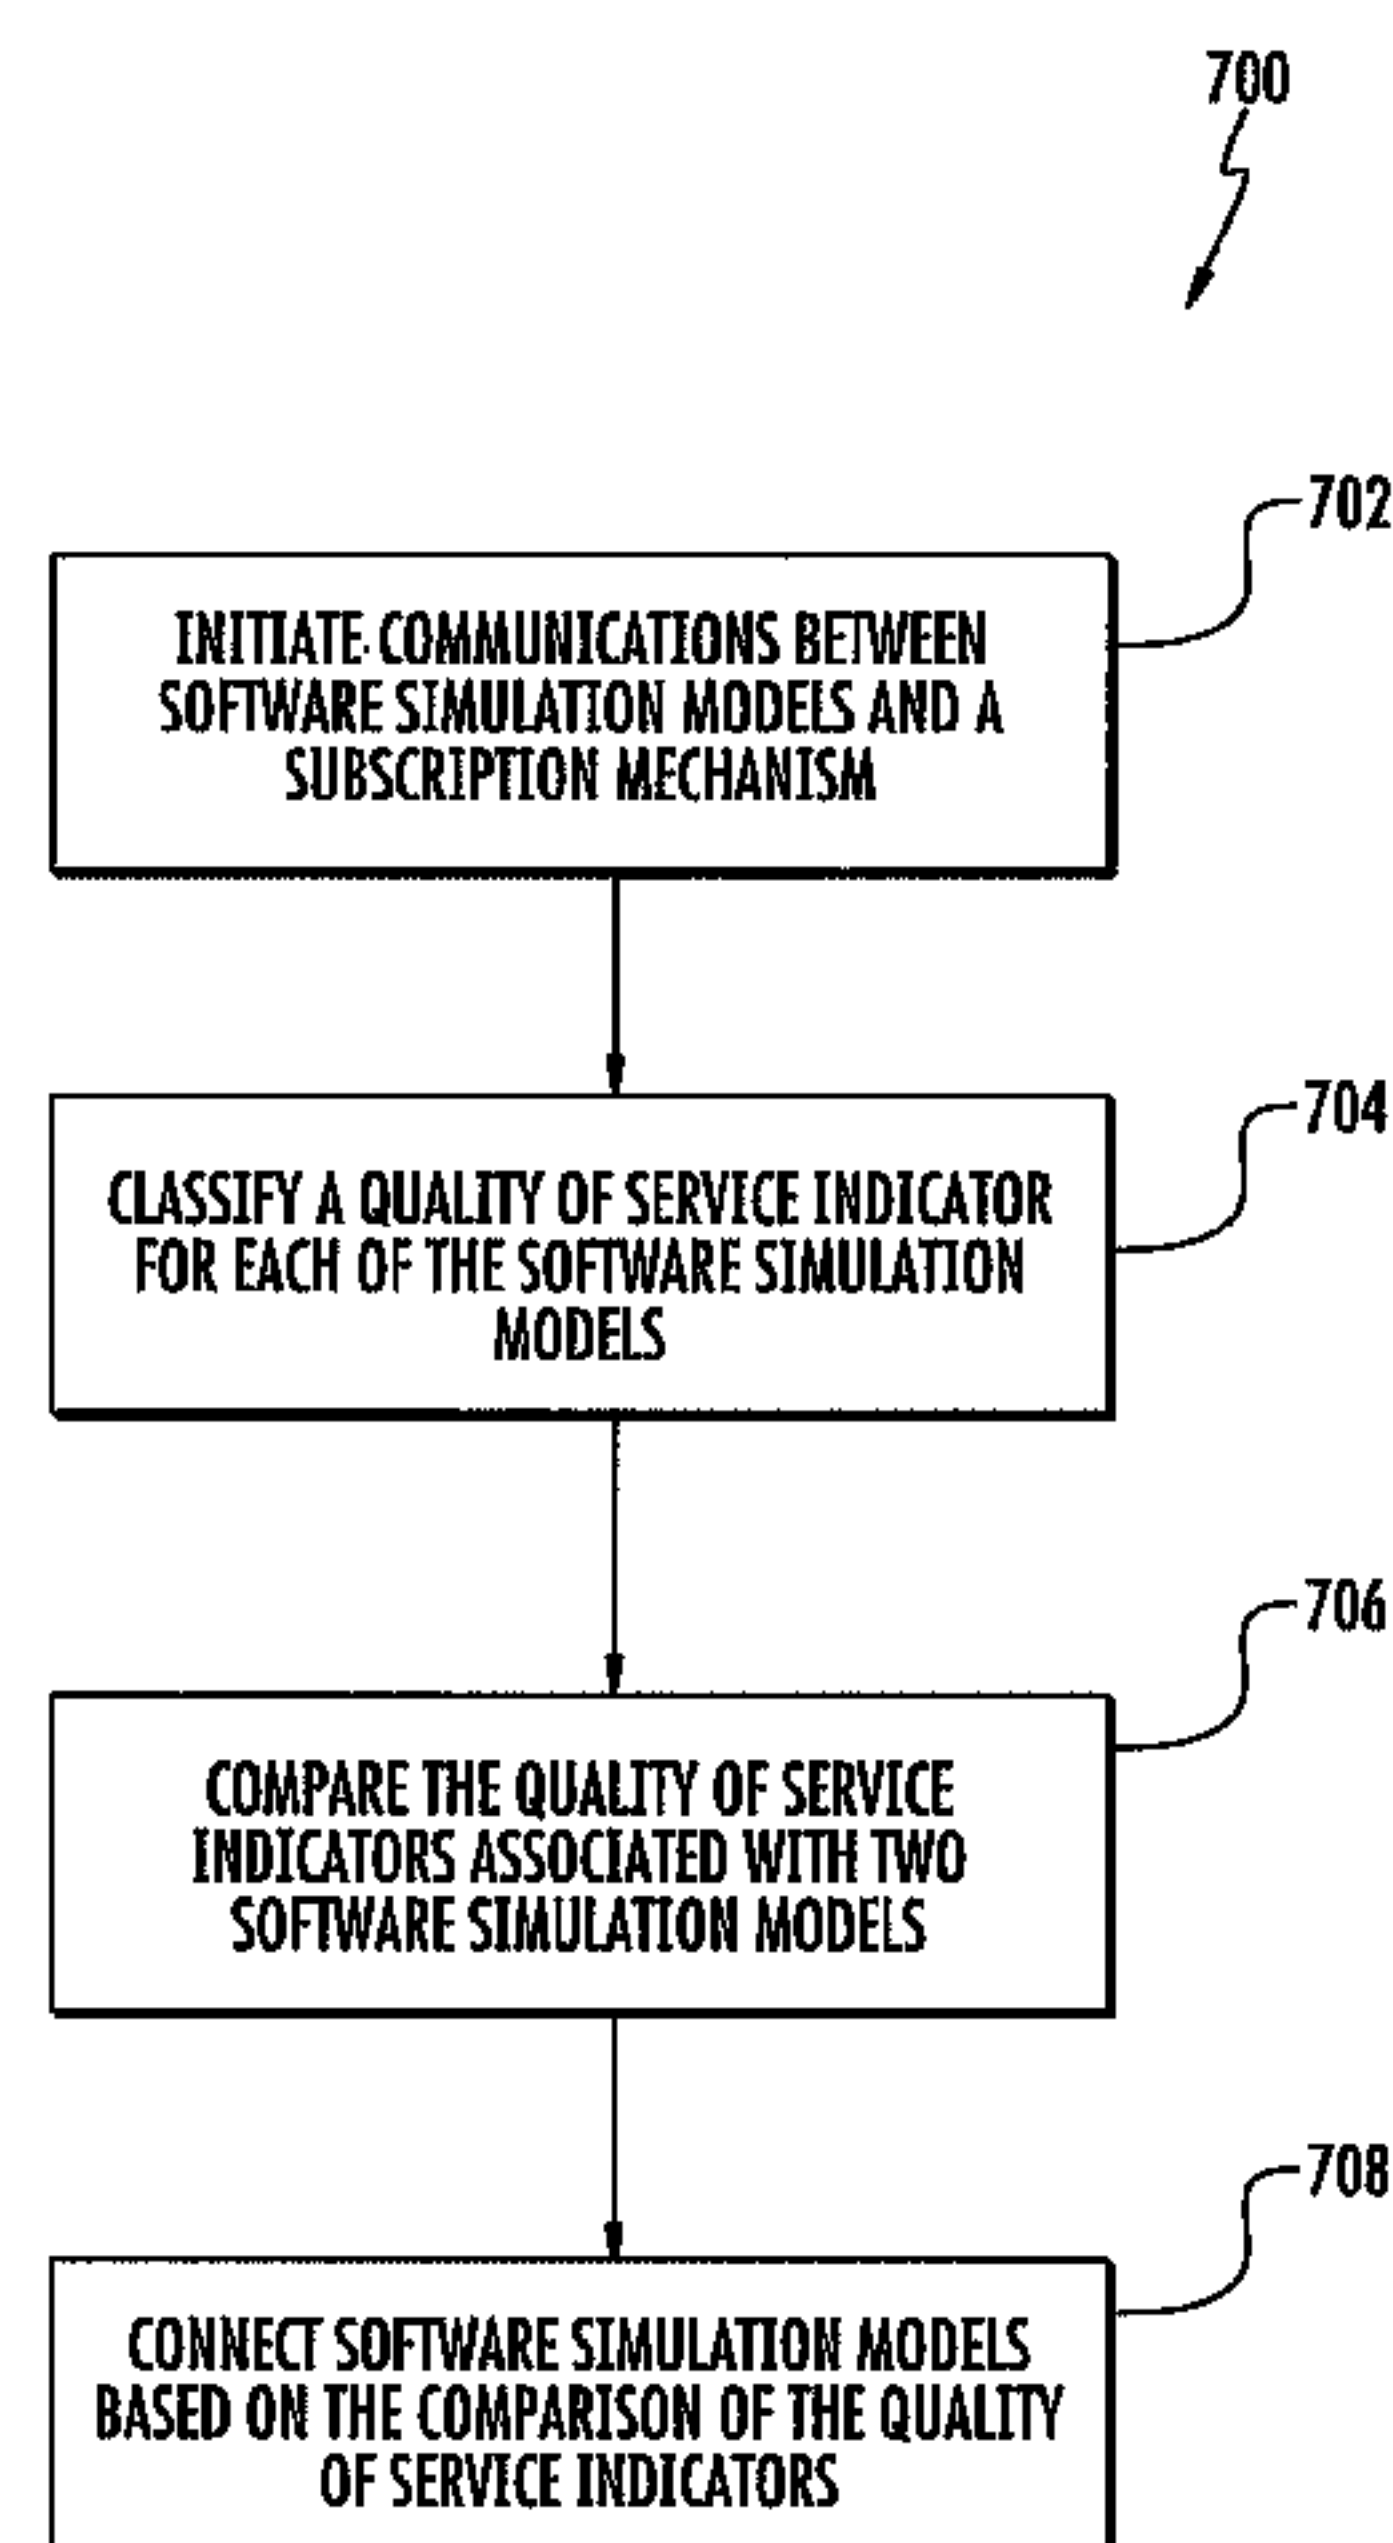 700
702
INITIATE COMMUNICATIONS BETWEEN
SOFTWARE SIMULATION MODELS AND A
SUBSCRIPTION MECHANISM
704
CLASSIFY A QUALITY OF SERVICE INDICATOR
FOR EACH OF THE SOFTWARE SIMULATION
MODELS
706
COMPARE THE QUALITY OF SERVICE
INDICATORS ASSOCIATED WITH TWO
SOFTWARE SIMULATION MODELS
708
CONNECT SOFTWARE SIMULATION MODELS
BASED ON THE COMPARISON OF THE QUALITY
OF SERVICE INDICATORS